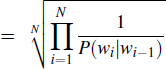 = \sqrt[N]{\prod_{i=1}^{N} \frac{1}{P(w_i|w_{i-1})}}